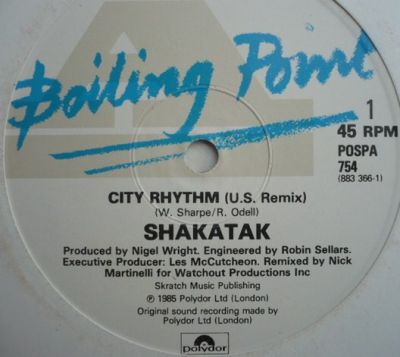 Boiling Point
1
45 RPM
POSPA
754
(883 366-1)
CITY RHYTHM (U.S. Remix)
(W. Sharpe/R. Odell)
SHAKATAK
Produced by Nigel Wright. Engineered by Robin Sellars.
Executive Producer: Les McCutcheon. Remixed by Nick
Martinelli for Watchout Productions Inc
Skratch Music Publishing
℗ 1985 Polydor Ltd (London)
Original sound recording made by
Polydor Ltd (London)
polydor